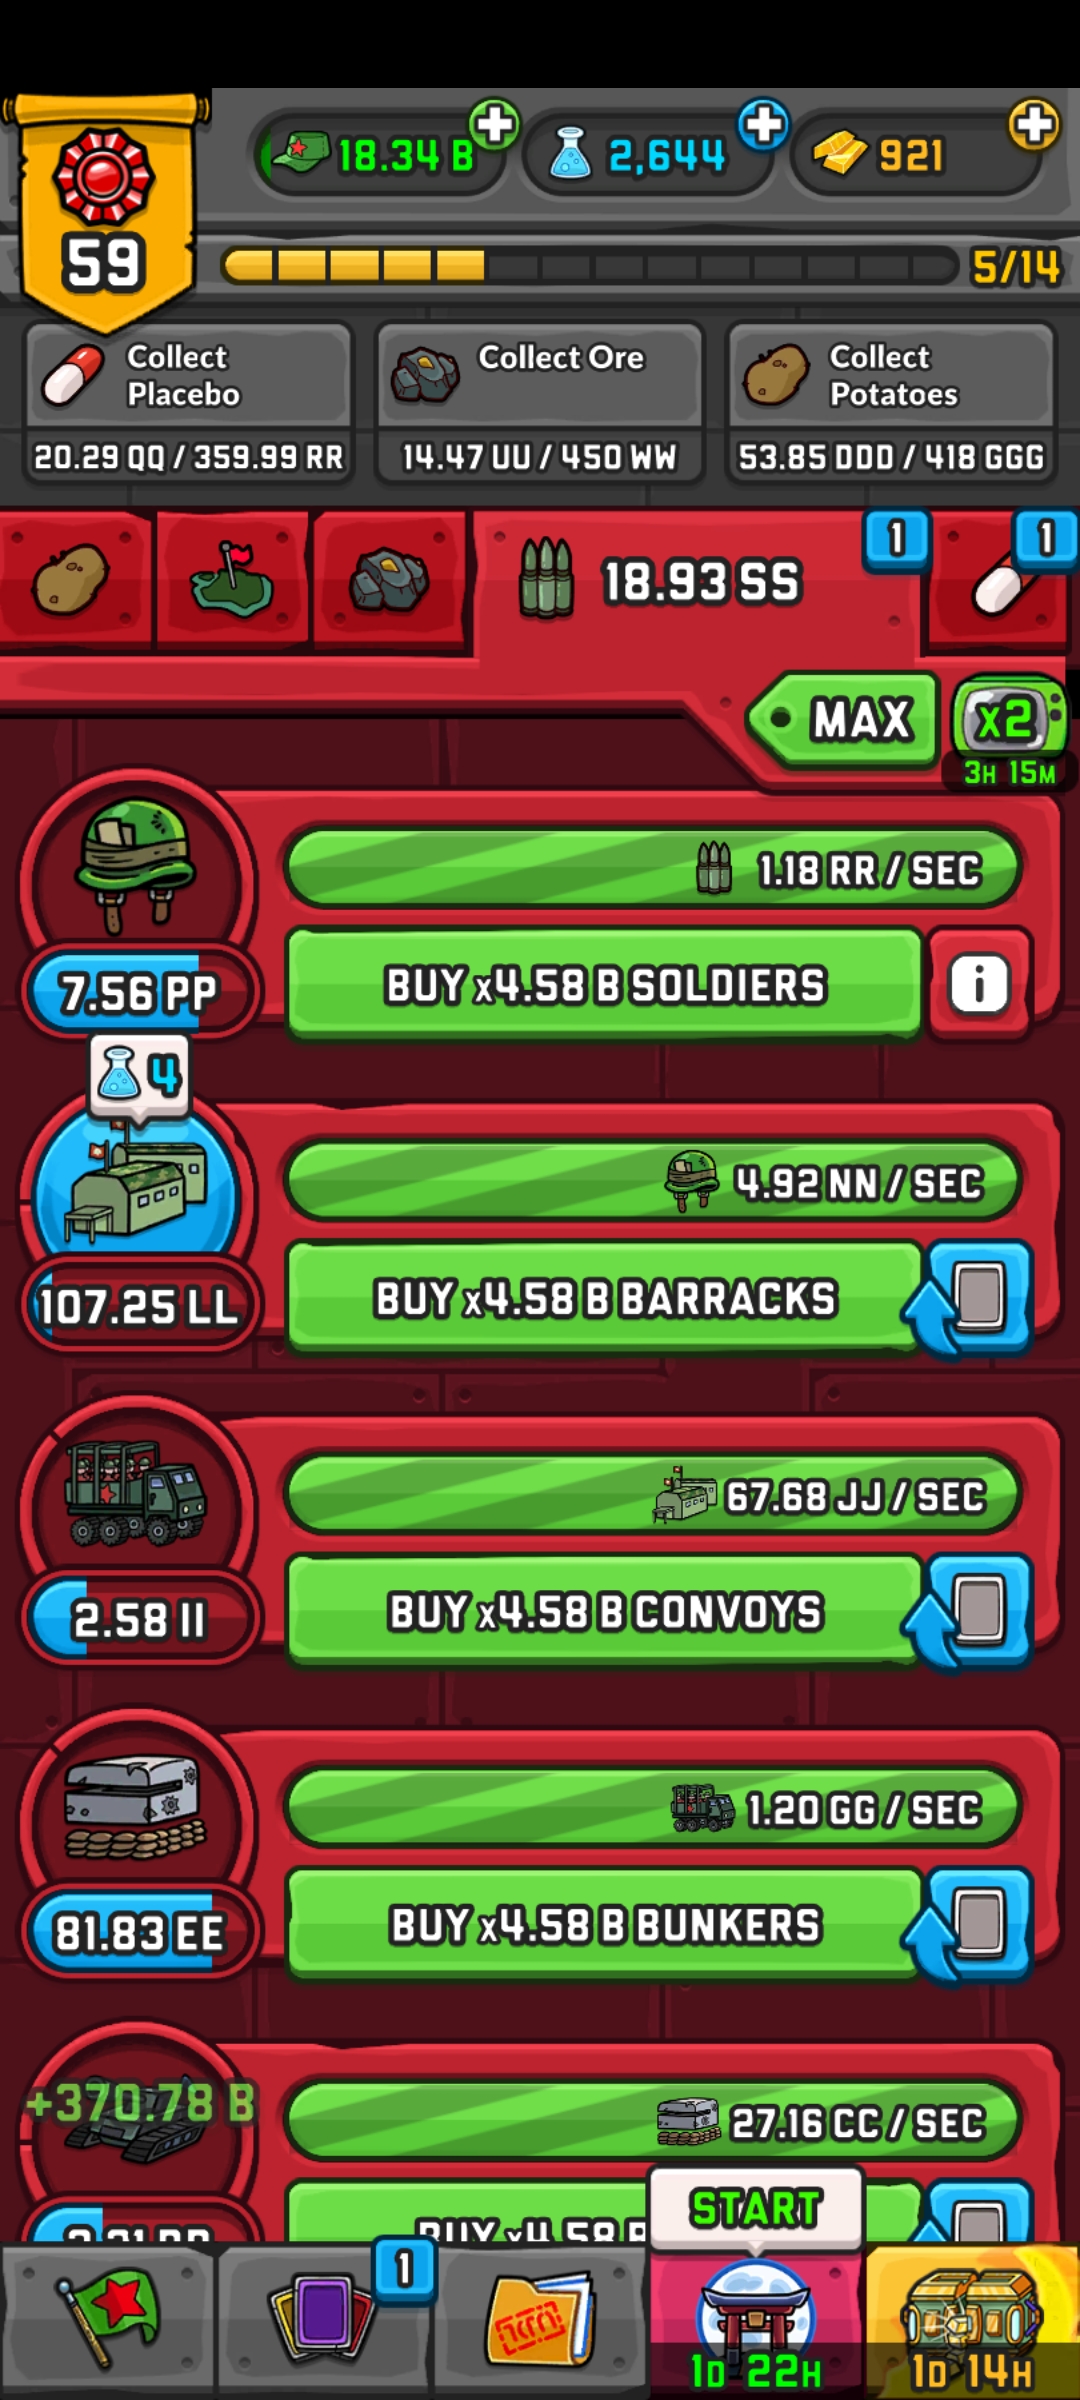 18.34 B
2,644
921
59
5/14
Collect
Placebo
20.29 QQ / 359.99 RR
Collect Ore
14.47 UU / 450 WW
Collect
Potatoes
53.85 DDD / 418 GGG
18.93 SS
1
1
MAX
x2
3H 15M
1.18 RR / SEC
7.56 PP
BUY x4.58 B SOLDIERS
i
4
4.92 NN / SEC
107.25 LL
BUY x4.58 B BARRACKS
67.68 JJ / SEC
2.58 II
BUY x4.58 B CONVOYS
1.20 GG / SEC
81.83 EE
BUY x4.58 B BUNKERS
+370.78 B
27.16 CC / SEC
BUY x4.58 B
START
1
1D 22H
1D 14H